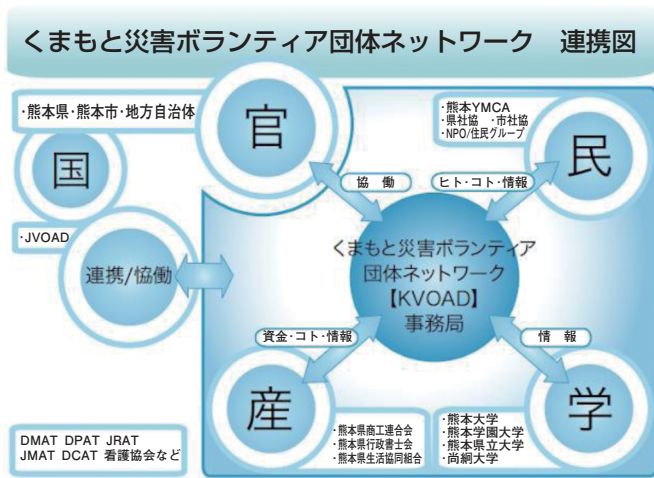 くまもと災害ボランティア団体ネットワーク　連携図
・熊本県・熊本市・地方自治体
官
・熊本YMCA
・県社協　・市社協
・NPO/住民グループ
民
国
協　働
ヒト・コト・情報
・JVOAD
連携/恊働
くまもと災害ボランティア
団体ネットワーク
【KVOAD】
事務局
資金・コト・情報
情　報
産
・熊本県商工連合会
・熊本県行政書士会
・熊本県生活協同組合
・熊本大学
・熊本学園大学
・熊本県立大学
・尚綱大学
学
DMAT DPAT JRAT
JMAT DCAT 看護協会など